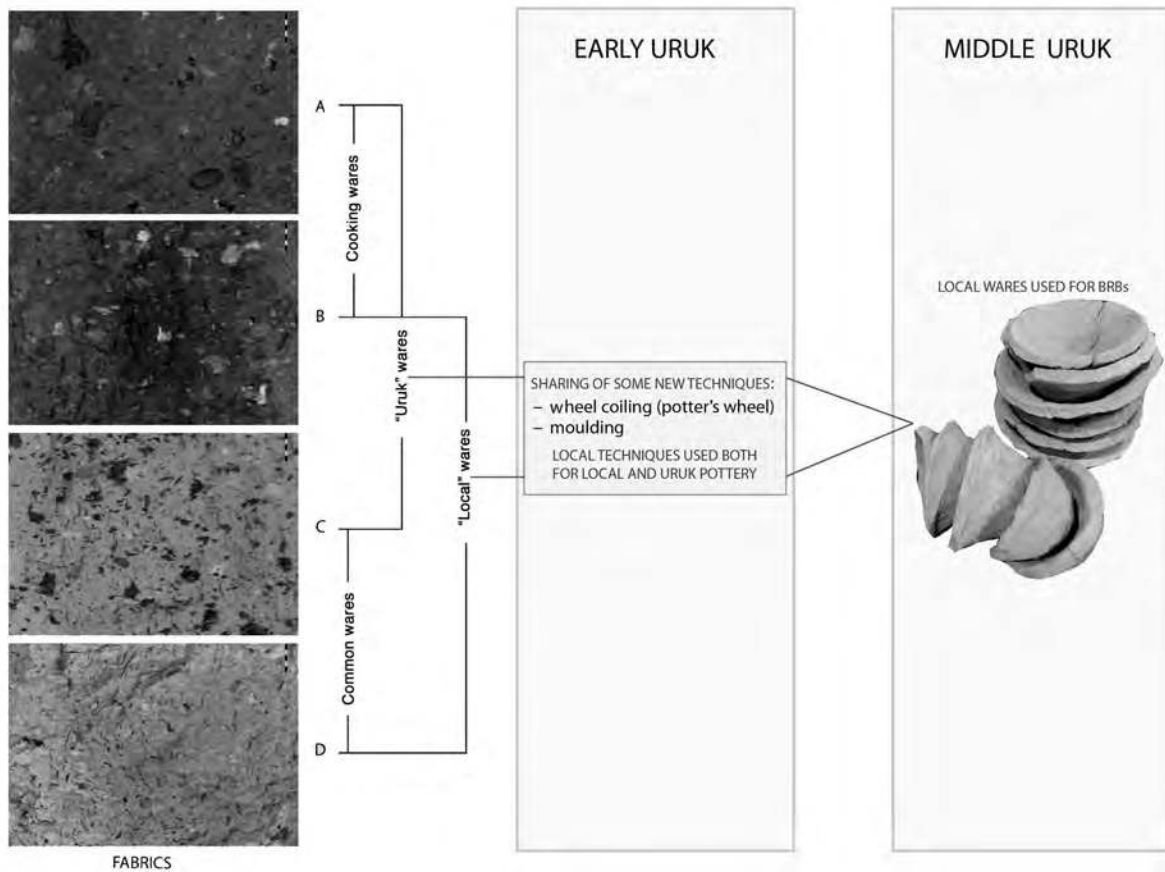 EARLY URUK
MIDDLE URUK
A
Cooking wares
B
"Uruk" wares
"Local" wares
C
Common wares
D
FABRICS
SHARING OF SOME NEW TECHNIQUES:
– wheel coiling (potter's wheel)
– moulding
LOCAL TECHNIQUES USED BOTH
FOR LOCAL AND URUK POTTERY
LOCAL WARES USED FOR BRBs